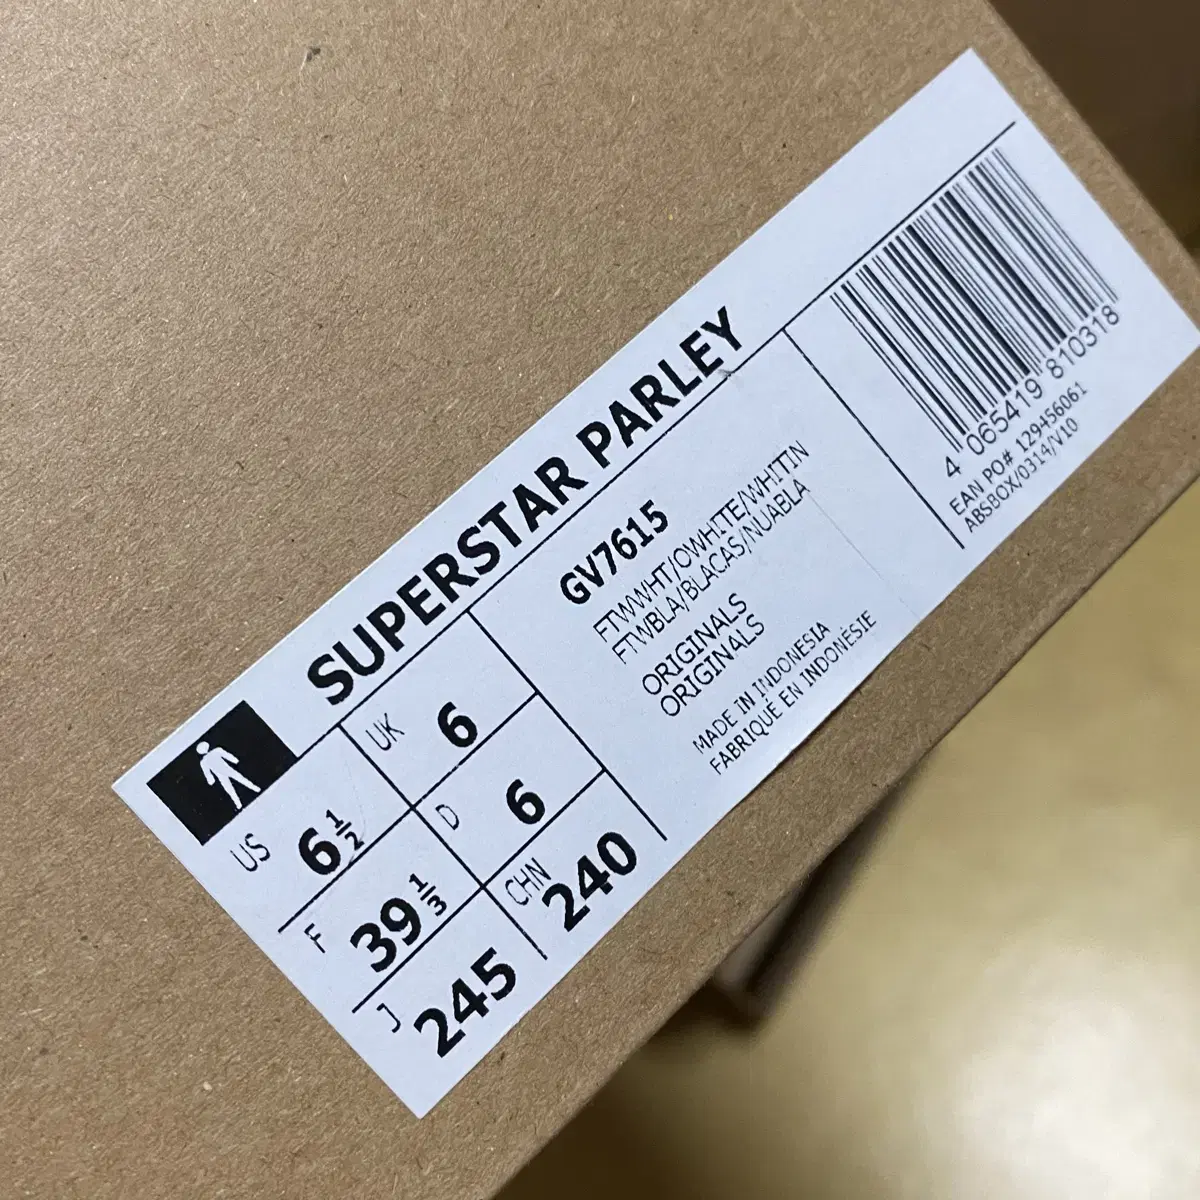 SUPERSTAR PARLEY
US 6 1/2
UK 6
F 39 1/3
D 6
J 245
CHN 240
GV7615
FTWWHT/OWHITE/WHITIN
FTWBLA/BLACAS/NUABLA
ORIGINALS
ORIGINALS
MADE IN INDONESIA
FABRIQUÉ EN INDONÉSIE
4 065419 810318
EAN PO# 129456061
ABSBOX/0314/V10